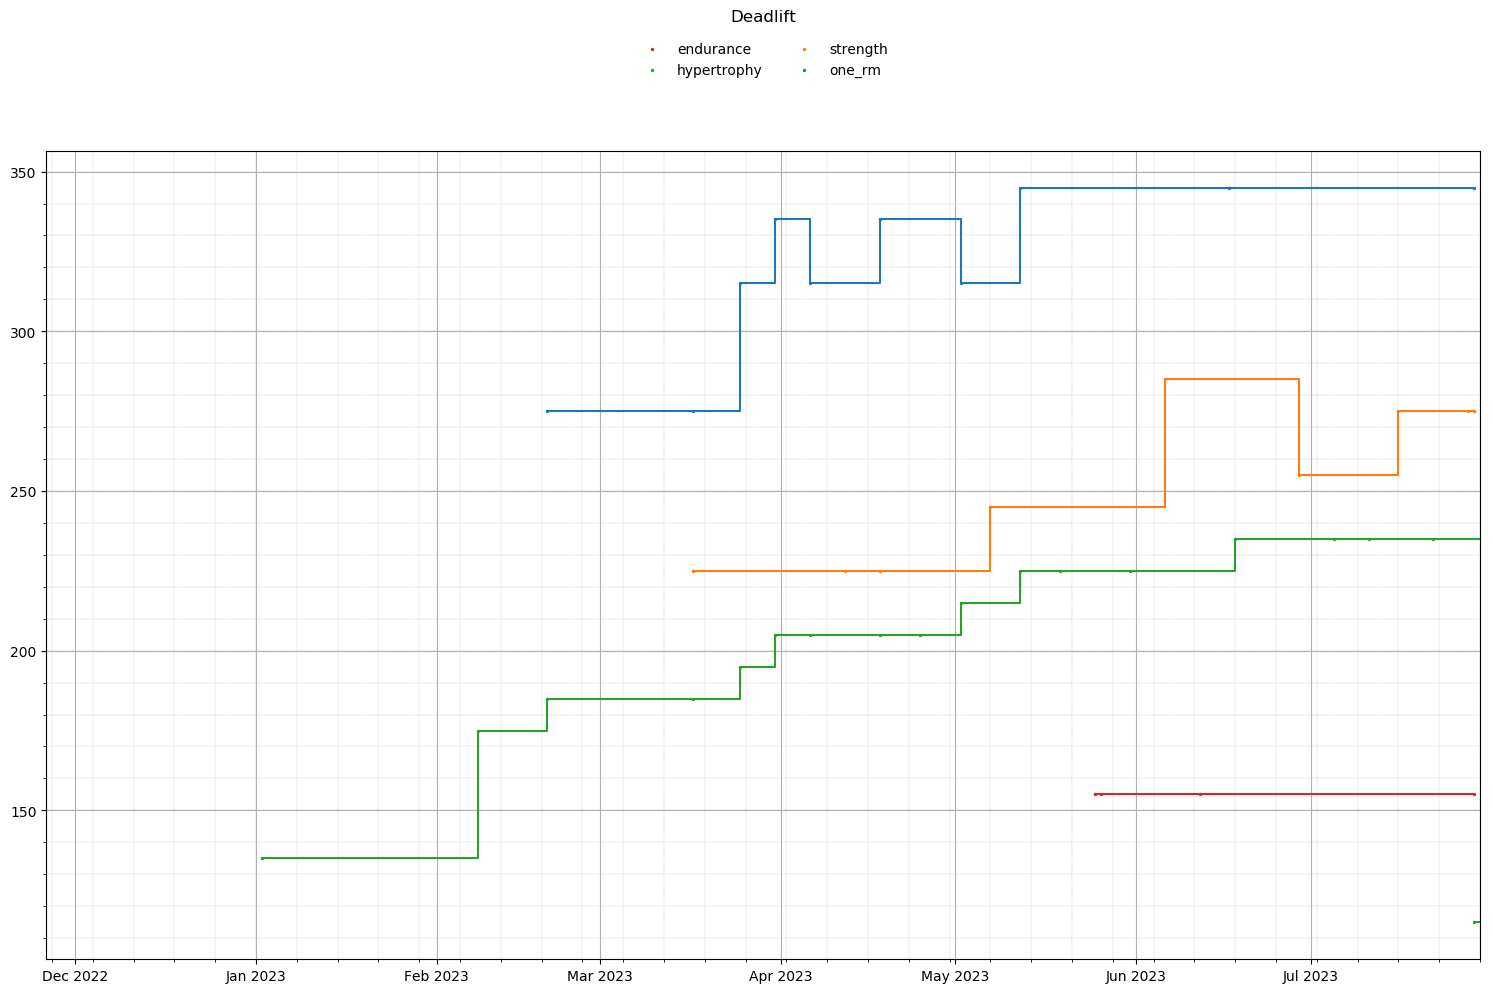 Deadlift
endurance
strength
hypertrophy
one_rm
350
300
250
200
150
Dec 2022
Jan 2023
Feb 2023
Mar 2023
Apr 2023
May 2023
Jun 2023
Jul 2023